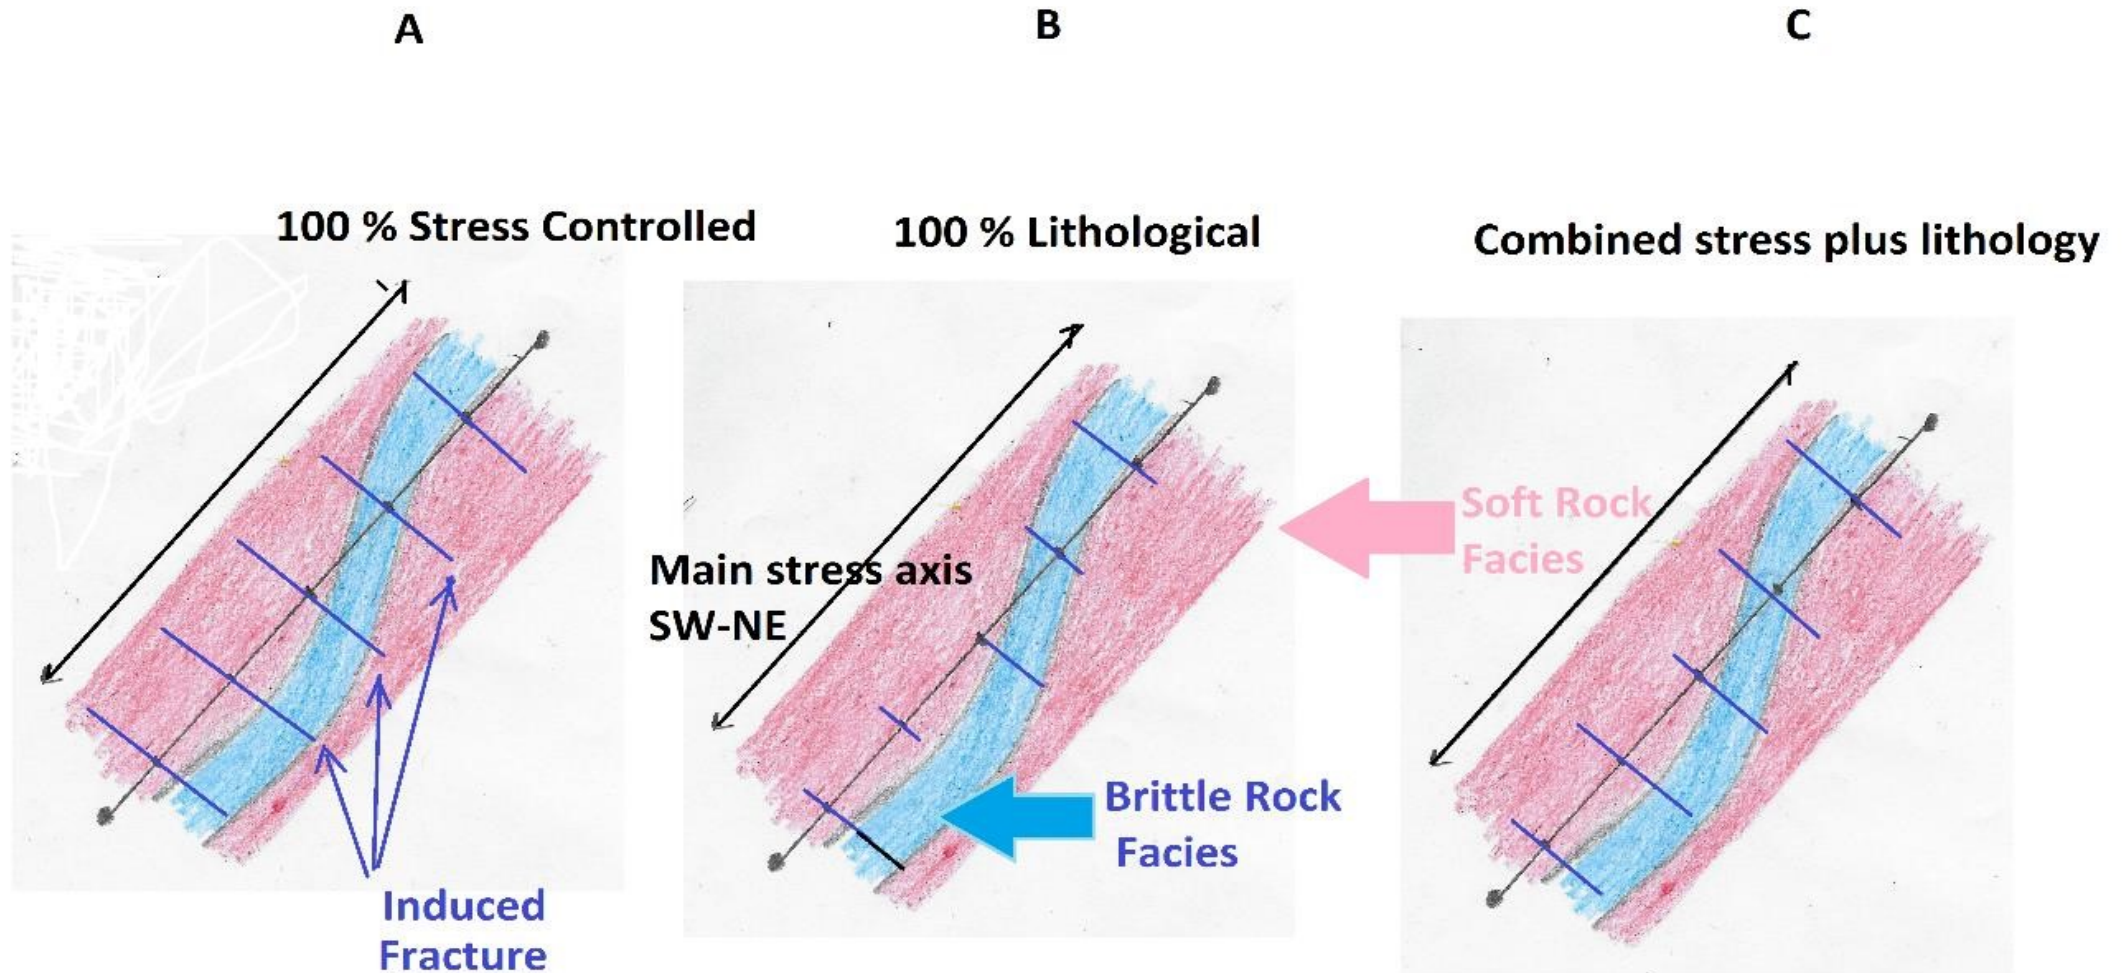 A
B
C
100 % Stress Controlled
100 % Lithological
Combined stress plus lithology
Main stress axis
SW-NE
Soft Rock
Facies
Brittle Rock
Facies
Induced
Fracture